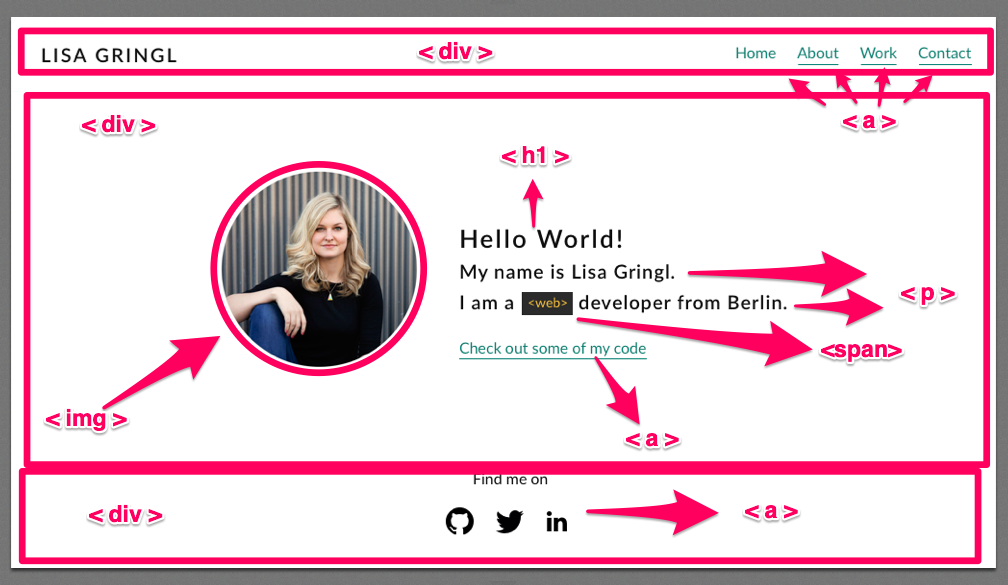 LISA GRINGL < div > Home About Work Contact
< a >
< div >
< h1 >
Hello World!
My name is Lisa Gringl.
< p >
I am a <web> developer from Berlin.
<span>
Check out some of my code
< img >
< a >
Find me on
< div >
in
< a >